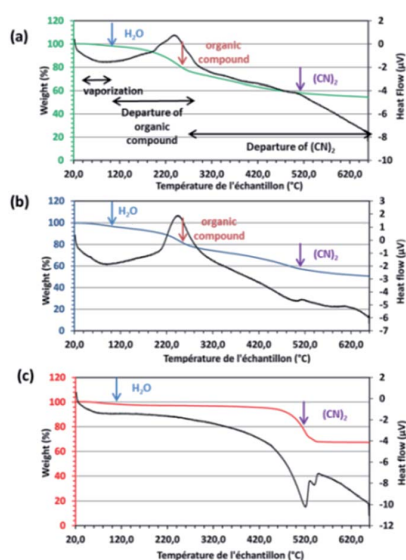 (a)
120
100
80
60
40
20
0
Weight (%)
H₂O
organic
compound
(CN)₂
vaporization
Departure of
organic
compound
Departure of (CN)₂
2
0
-2
-4
-6
-8
-10
Heat Flow (µV)
20,0 120,0 220,0 320,0 420,0 520,0 620,0
Température de l'échantillon (°C)
(b)
120
100
80
60
40
20
0
Weight (%)
H₂O
organic
compound
(CN)₂
3
2
1
0
-1
-2
-3
-4
-5
-6
-7
Heat flow (µV)
20,0 120,0 220,0 320,0 420,0 520,0 620,0
Température de l'échantillon (°C)
(c)
120
100
80
60
40
20
0
Weight (%)
H₂O
(CN)₂
2
0
-2
-4
-6
-8
-10
-12
Heat flow (µV)
20,0 120,0 220,0 320,0 420,0 520,0 620,0
Température de l'échantillon (°C)